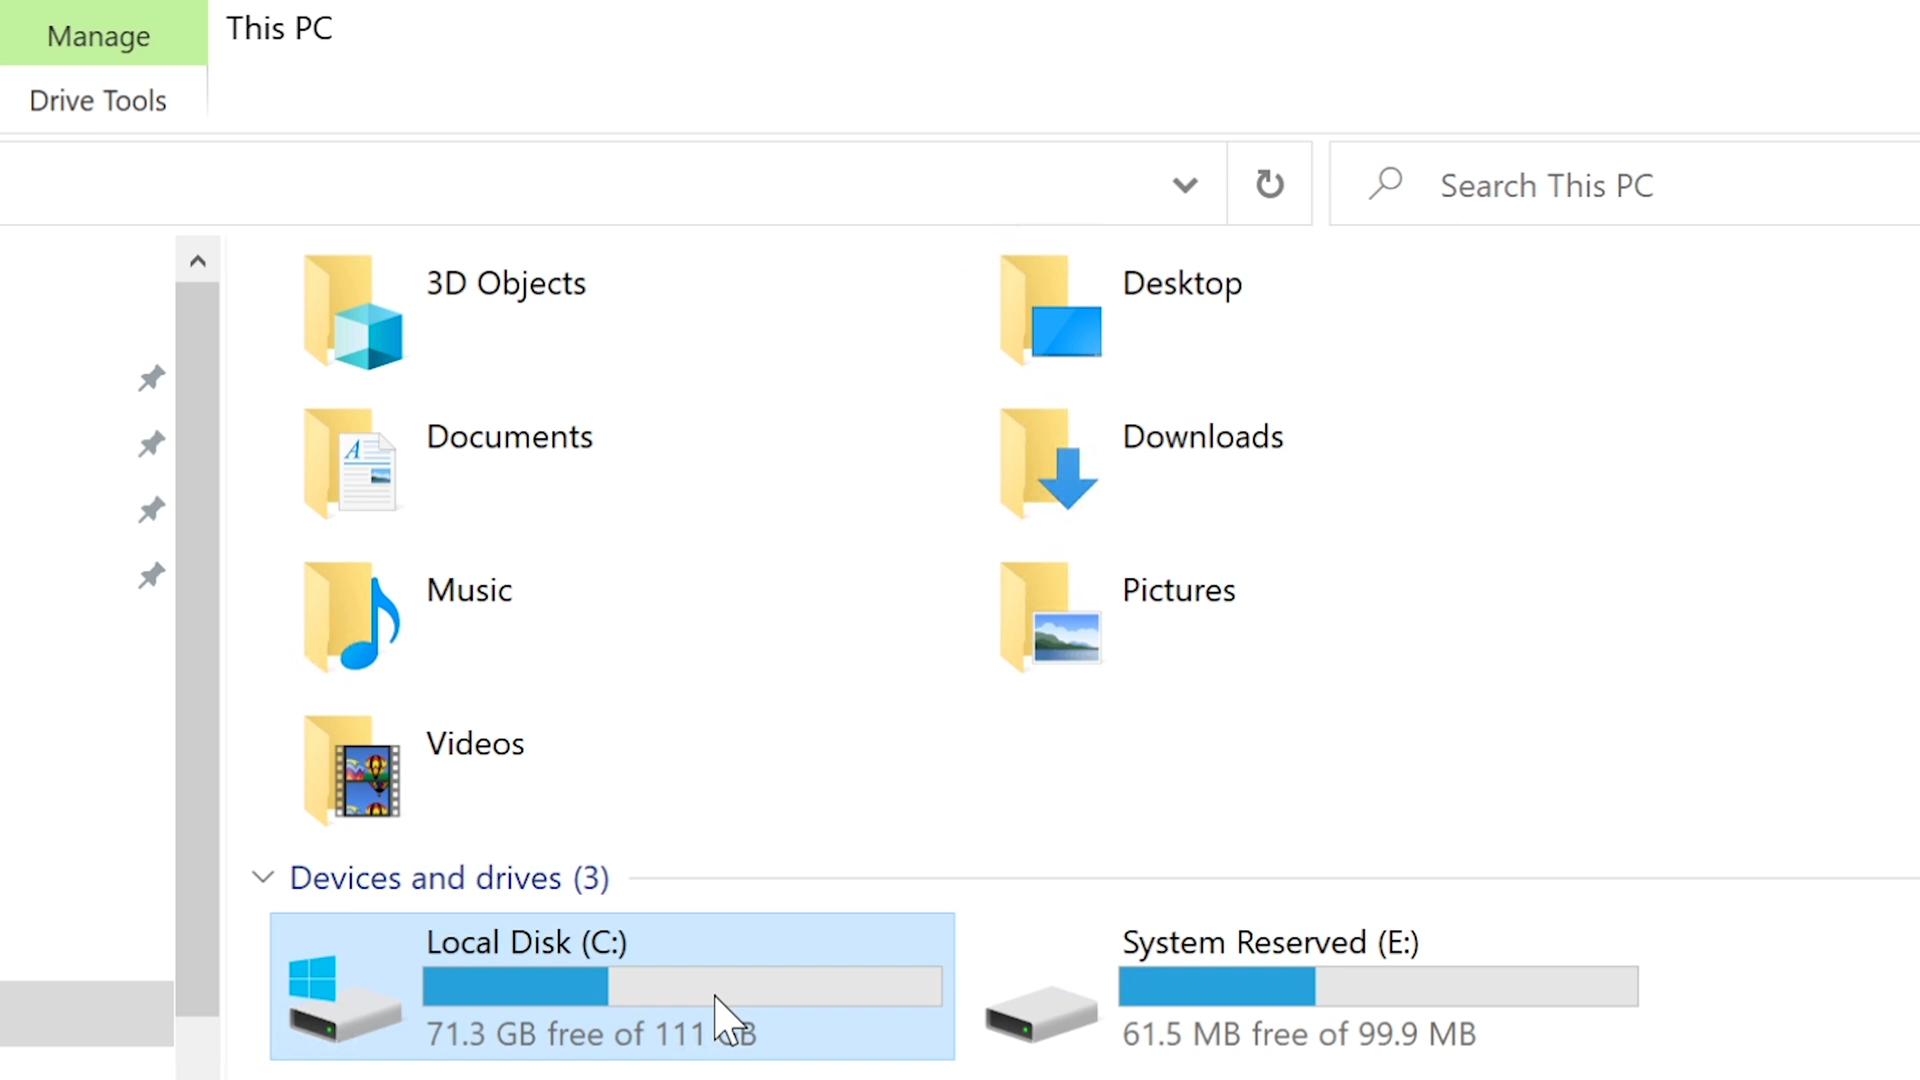 Manage
This PC
Drive Tools
Search This PC
3D Objects
Desktop
Documents
Downloads
Music
Pictures
Videos
Devices and drives (3)
Local Disk (C:)
System Reserved (E:)
71.3 GB free of 111 GB
61.5 MB free of 99.9 MB